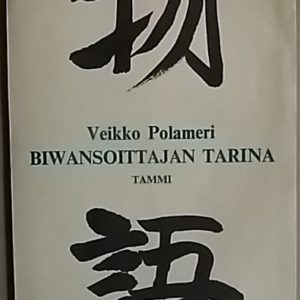 物
Veikko Polameri
BIWANSOITTAJAN TARINA
TAMMI
語